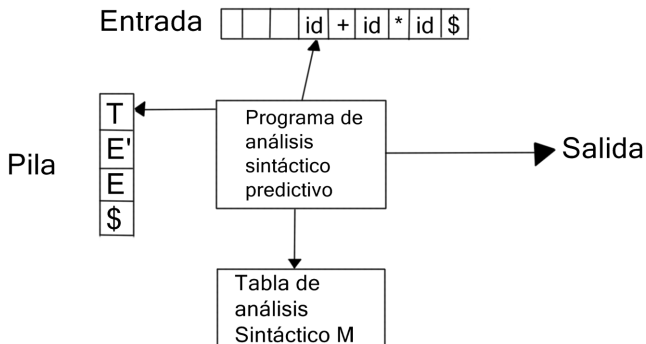 Entrada
id + id * id $
T
E'
E
$
Pila
Programa de
análisis
sintáctico
predictivo
Salida
Tabla de
análisis
Sintáctico M